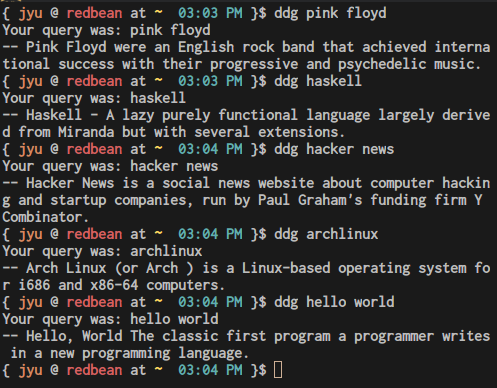 { jyu @ redbean at ~  03:03 PM }$ ddg pink floyd
Your query was: pink floyd
-- Pink Floyd were an English rock band that achieved interna
tional success with their progressive and psychedelic music.
{ jyu @ redbean at ~  03:03 PM }$ ddg haskell
Your query was: haskell
-- Haskell - A lazy purely functional language largely derive
d from Miranda but with several extensions.
{ jyu @ redbean at ~  03:04 PM }$ ddg hacker news
Your query was: hacker news
-- Hacker News is a social news website about computer hackin
g and startup companies, run by Paul Graham's funding firm Y
Combinator.
{ jyu @ redbean at ~  03:04 PM }$ ddg archlinux
Your query was: archlinux
-- Arch Linux (or Arch ) is a Linux-based operating system fo
r i686 and x86-64 computers.
{ jyu @ redbean at ~  03:04 PM }$ ddg hello world
Your query was: hello world
-- Hello, World The classic first program a programmer writes
 in a new programming language.
{ jyu @ redbean at ~  03:04 PM }$